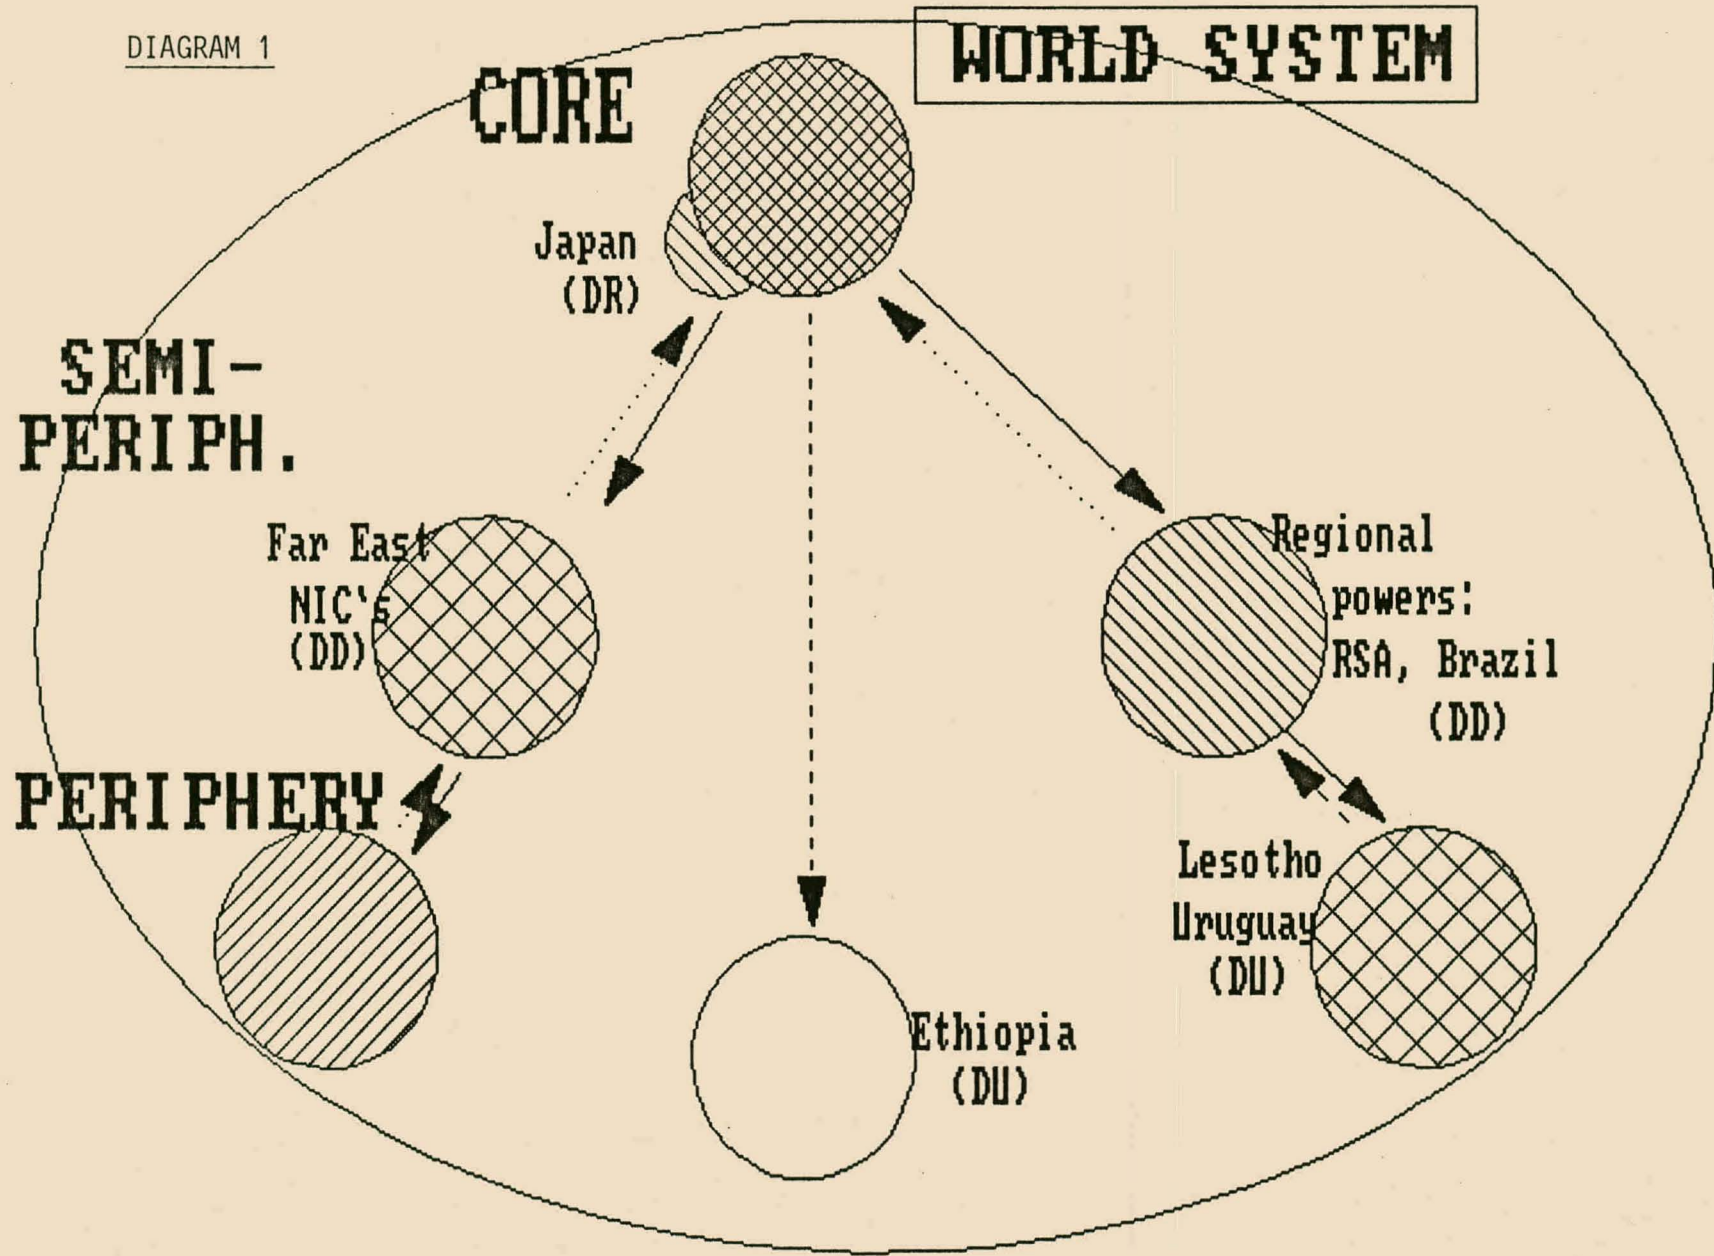 DIAGRAM 1
WORLD SYSTEM
CORE
Japan
(DR)
SEMI-
PERIPH.
Far East
NIC's
(DD)
Regional
powers:
RSA, Brazil
(DD)
PERIPHERY
Lesotho
Uruguay
(DU)
Ethiopia
(DU)